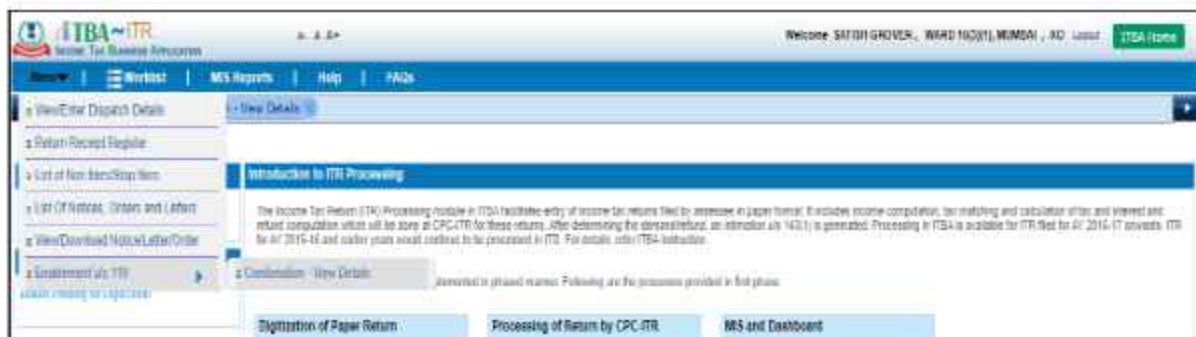 ITBA~ITR
Income Tax Business Application
Welcome SATISH GROVER, WARD 16(3)(1), MUMBAI , AO Logout ITBA Home
Menu | Worklist | MIS Reports | Help | FAQs
View/Enter Dispatch Details
- View Details
Return Receipt Register
List of Non filers/Stop filers
Introduction to ITR Processing
List Of Notices, Orders and Letters
The Income Tax Return (ITR) Processing module in ITBA facilitates entry of income tax returns filed by assessee in paper format. It includes income computation, tax matching and calculation of tax and interest and
refund computation which will be done at CPC-ITR for these returns. After determining the demand/refund, an intimation u/s 143(1) is generated. Processing in ITBA is available for ITR filed for AY 2016-17 onwards. ITR
View/Download Notice/Letter/Order
for AY 2015-16 and earlier years would continue to be processed in ITD. For details, refer ITBA Instruction.
Condonation - View Details
implemented in phased manner. Following are the processes provided in first phase:
Digitization of Paper Return
Processing of Return by CPC-ITR
MIS and Dashboard